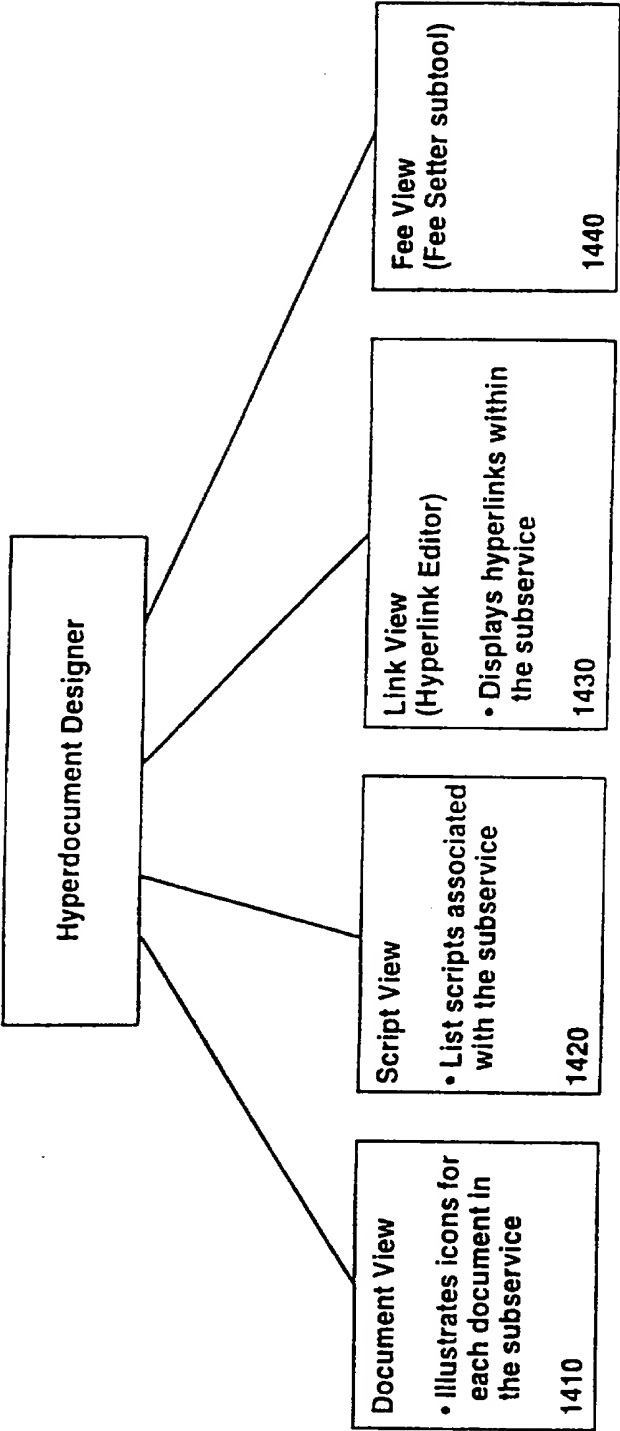 Hyperdocument Designer
Document View
• Illustrates icons for
each document in
the subservice
1410
Script View
• List scripts associated
with the subservice
1420
Link View
(Hyperlink Editor)
• Displays hyperlinks within
the subservice
1430
Fee View
(Fee Setter subtool)
1440